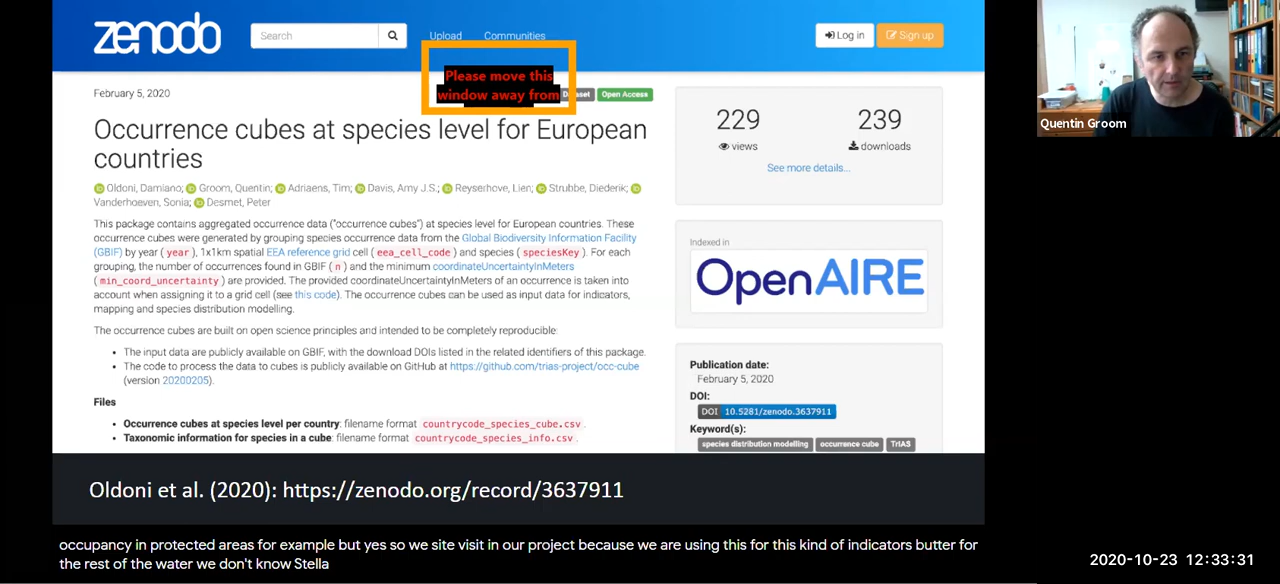 zenodo
Search
Upload
Communities
Log in
Sign up
Please move this
window away from
February 5, 2020
Open Access
Occurrence cubes at species level for European
countries
229
views
239
downloads
See more details...
Oldoni, Damiano; Groom, Quentin; Adriaens, Tim; Davis, Amy J.S.; Reyserhove, Lien; Strubbe, Diederik;
Vanderhoeven, Sonia; Desmet, Peter
This package contains aggregated occurrence data ("occurrence cubes") at species level for European countries. These
occurrence cubes were generated by grouping species occurrence data from the Global Biodiversity Information Facility
(GBIF) by year ( year ), 1x1km spatial EEA reference grid cell ( eea_cell_code ) and species ( speciesKey ). For each
grouping, the number of occurrences found in GBIF ( n ) and the minimum coordinateUncertaintyInMeters
( min_coord_uncertainty ) are provided. The provided coordinateUncertaintyInMeters of an occurrence is taken into
account when assigning it to a grid cell (see this code). The occurrence cubes can be used as input data for indicators,
mapping and species distribution modelling.
The occurrence cubes are built on open science principles and intended to be completely reproducible:
• The input data are publicly available on GBIF, with the download DOIs listed in the related identifiers of this package.
• The code to process the data to cubes is publicly available on GitHub at https://github.com/trias-project/occ-cube
(version 20200205).
Files
• Occurrence cubes at species level per country: filename format countrycode_species_cube.csv .
• Taxonomic information for species in a cube: filename format countrycode_species_info.csv .
Indexed in
OpenAIRE
Publication date:
February 5, 2020
DOI:
DOI 10.5281/zenodo.3637911
Keyword(s):
species distribution modelling
occurrence cube
TrIAS
Oldoni et al. (2020): https://zenodo.org/record/3637911
Quentin Groom
occupancy in protected areas for example but yes so we site visit in our project because we are using this for this kind of indicators butter for
the rest of the water we don't know Stella
2020-10-23 12:33:31